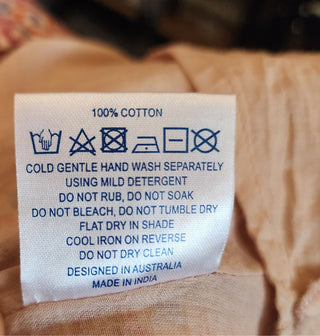 100% COTTON
COLD GENTLE HAND WASH SEPARATELY
USING MILD DETERGENT
DO NOT RUB, DO NOT SOAK
DO NOT BLEACH, DO NOT TUMBLE DRY
FLAT DRY IN SHADE
COOL IRON ON REVERSE
DO NOT DRY CLEAN
DESIGNED IN AUSTRALIA
MADE IN INDIA